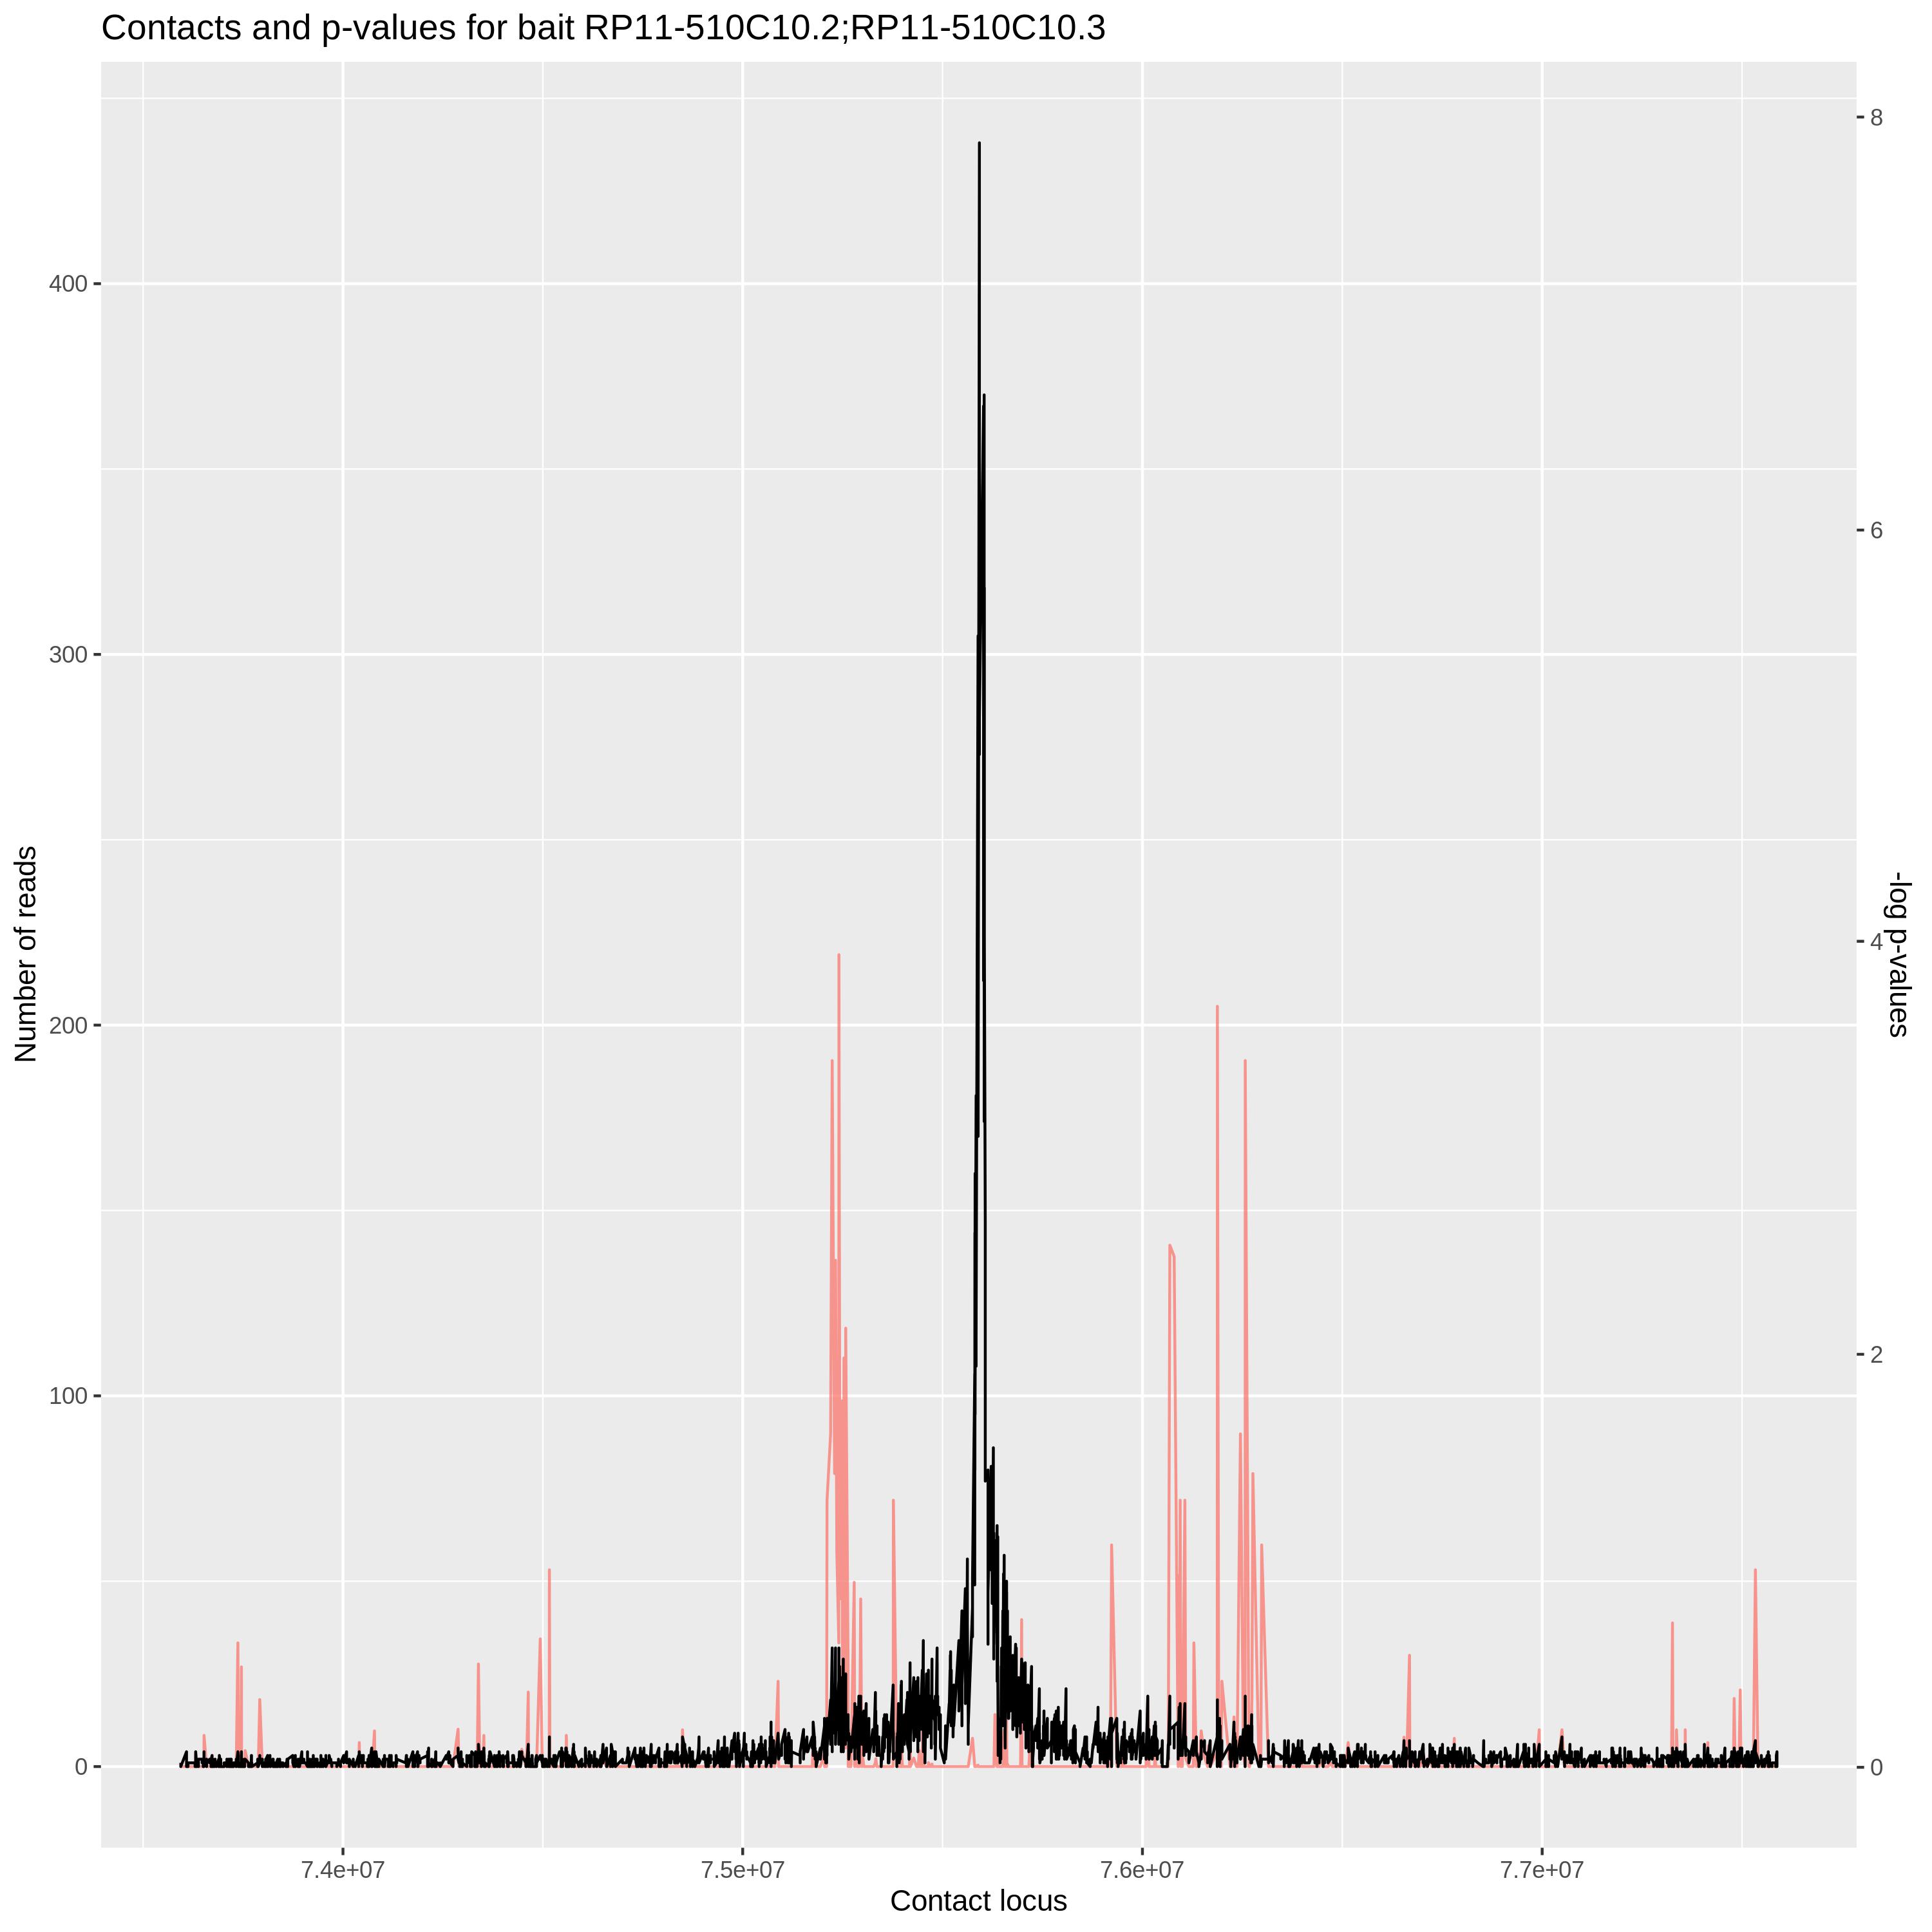 Contacts and p-values for bait RP11-510C10.2;RP11-510C10.3
Number of reads
400
300
200
100
0
8
6
4
2
0
-log p-values
7.4e+07
7.5e+07
7.6e+07
7.7e+07
Contact locus